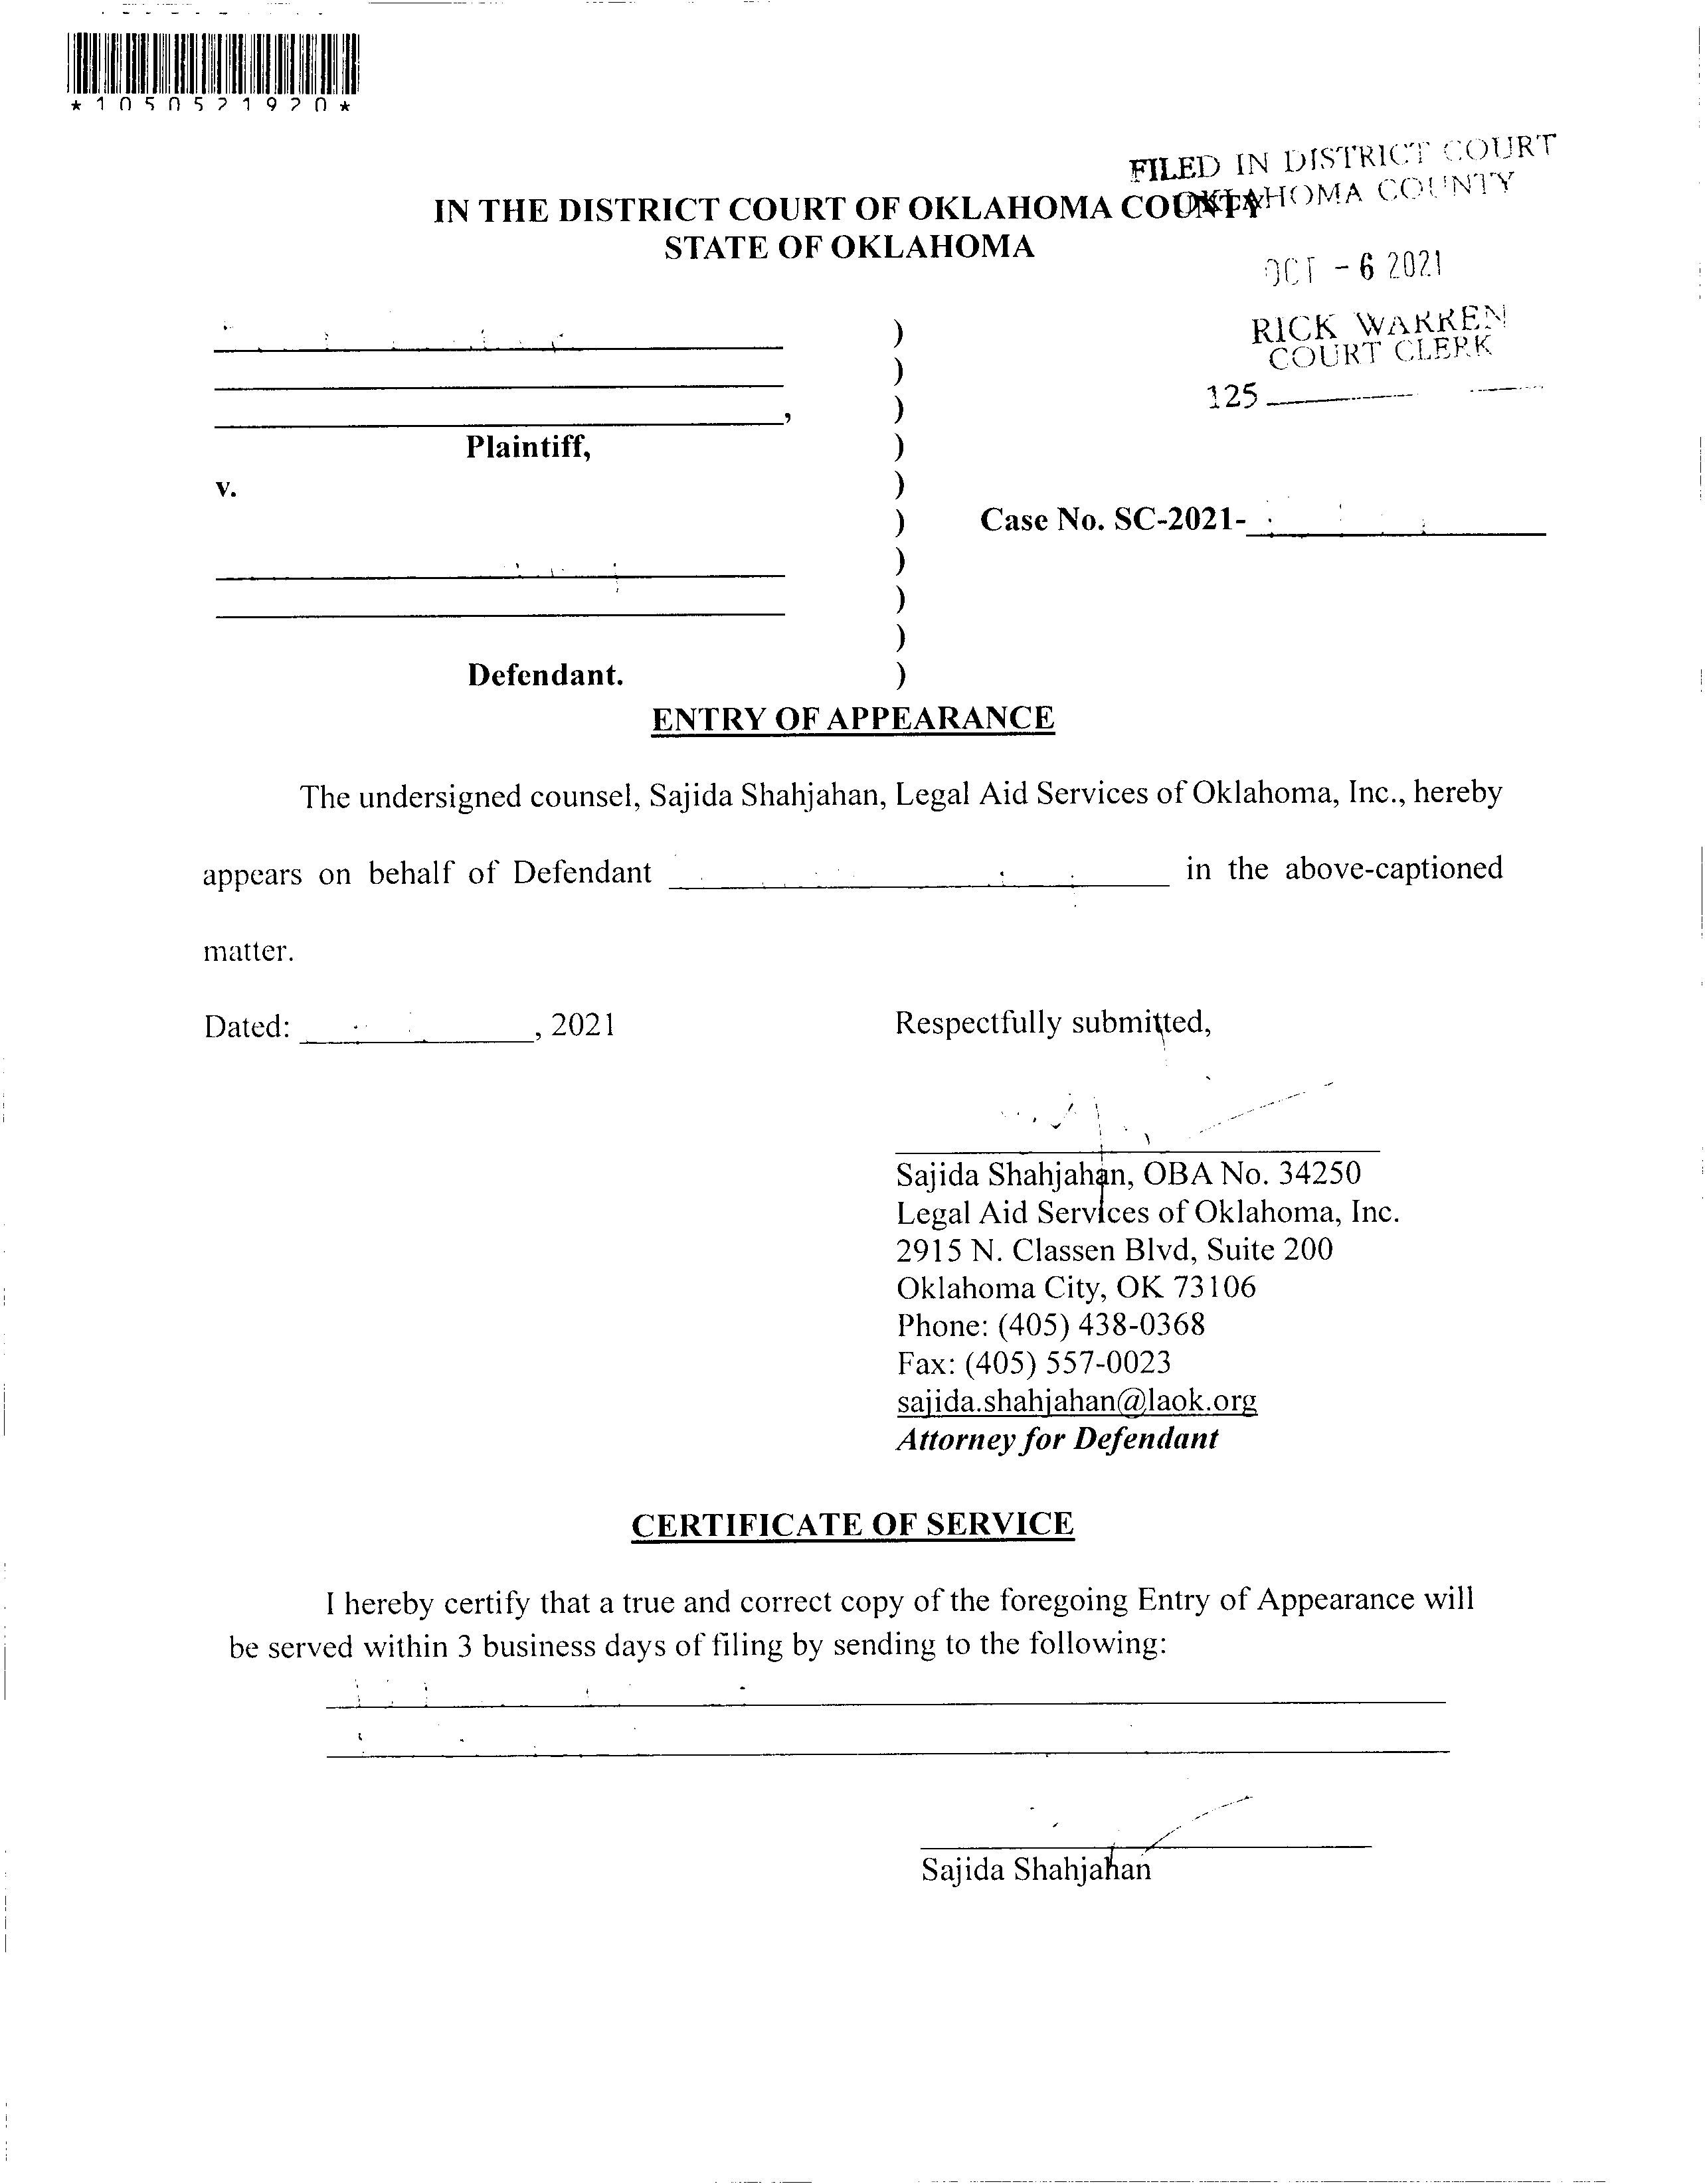 *1050521920*
FILED IN DISTRICT COURT
OKLAHOMA COUNTY
IN THE DISTRICT COURT OF OKLAHOMA COUNTY
STATE OF OKLAHOMA
OCT - 6 2021
RICK WARREN
COURT CLERK
125
)
)
,
)
Plaintiff,
)
v.
)
)
Case No. SC-2021-
)
)
)
Defendant.
)
ENTRY OF APPEARANCE
The undersigned counsel, Sajida Shahjahan, Legal Aid Services of Oklahoma, Inc., hereby
appears on behalf of Defendant in the above-captioned
matter.
Dated: , 2021
Respectfully submitted,
Sajida Shahjahan, OBA No. 34250
Legal Aid Services of Oklahoma, Inc.
2915 N. Classen Blvd, Suite 200
Oklahoma City, OK 73106
Phone: (405) 438-0368
Fax: (405) 557-0023
sajida.shahjahan@laok.org
Attorney for Defendant
CERTIFICATE OF SERVICE
I hereby certify that a true and correct copy of the foregoing Entry of Appearance will
be served within 3 business days of filing by sending to the following:
Sajida Shahjahan